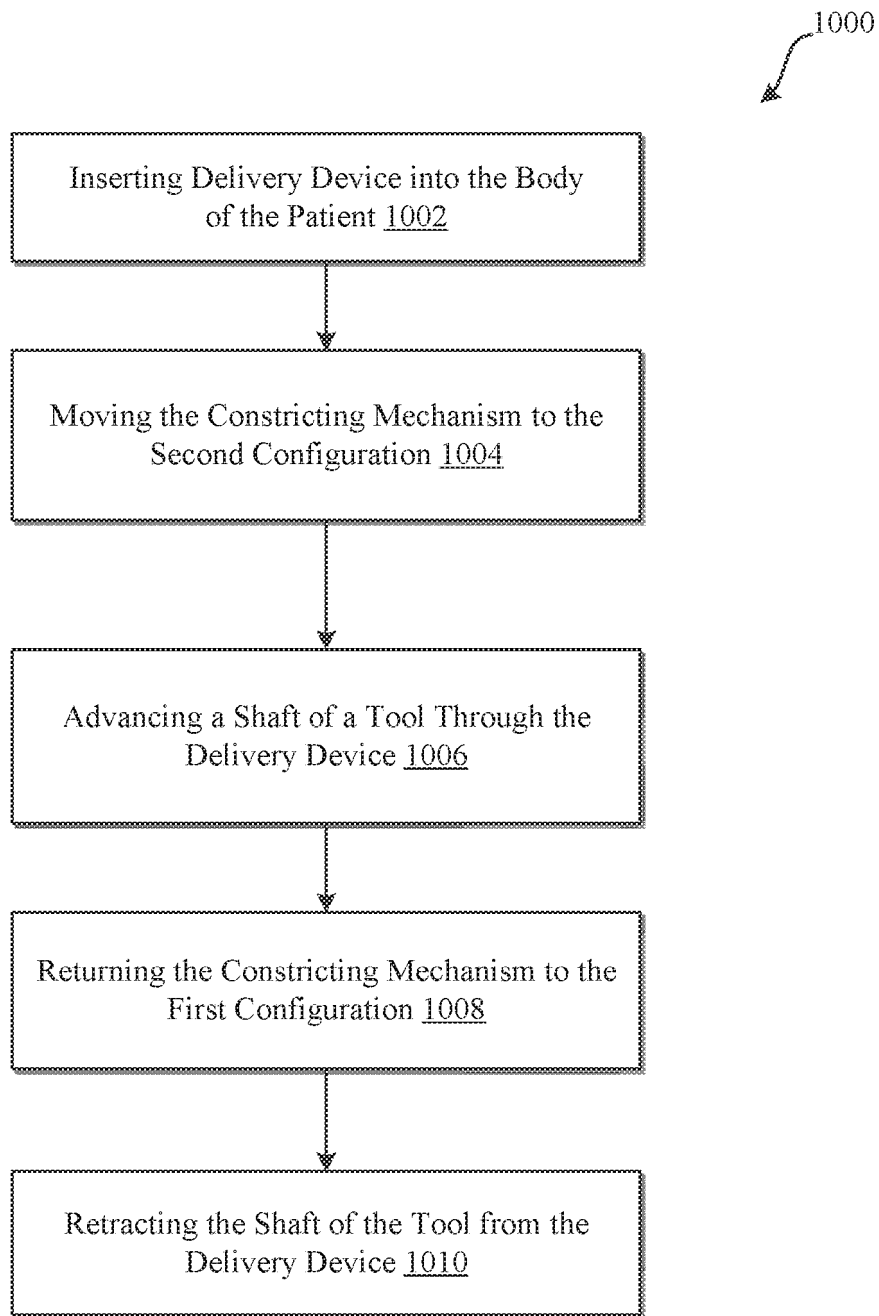 1000
Inserting Delivery Device into the Body
of the Patient 1002
Moving the Constricting Mechanism to the
Second Configuration 1004
Advancing a Shaft of a Tool Through the
Delivery Device 1006
Returning the Constricting Mechanism to the
First Configuration 1008
Retracting the Shaft of the Tool from the
Delivery Device 1010